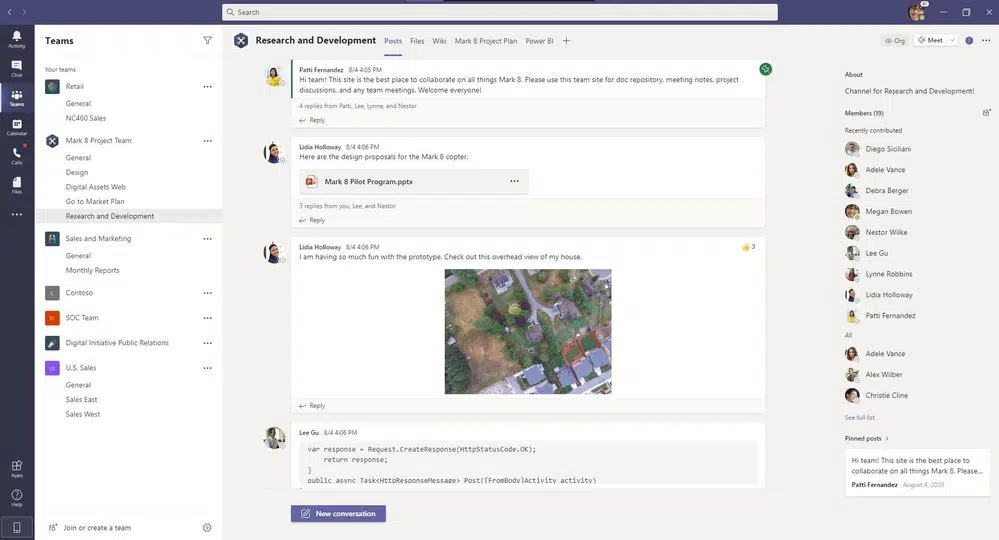 Search
Activity
Chat
Teams
Calendar
Calls
Files
Apps
Help
Teams
Your teams
Retail
General
NC460 Sales
Mark 8 Project Team
General
Design
Digital Assets Web
Go to Market Plan
Research and Development
Sales and Marketing
General
Monthly Reports
C
Contoso
ST
SOC Team
Digital Initiative Public Relations
U.S. Sales
General
Sales East
Sales West
Join or create a team
Research and Development
Posts
Files
Wiki
Mark 8 Project Plan
Power BI
Org
Meet
Patti Fernandez 8/4 4:05 PM
Hi team! This site is the best place to collaborate on all things Mark 8. Please use this team site for doc repository, meeting notes, project
discussions, and any team meetings. Welcome everyone!
4 replies from Patti, Lee, Lynne, and Nestor
Reply
Lidia Holloway 8/4 4:06 PM
Here are the design proposals for the Mark 8 copter.
Mark 8 Pilot Program.pptx
3 replies from you, Lee, and Nestor
Reply
Lidia Holloway 8/4 4:06 PM
3
I am having so much fun with the prototype. Check out this overhead view of my house.
Reply
Lee Gu 8/4 4:06 PM
var response = Request.CreateResponse(HttpStatusCode.OK);
return response;
}
public async Task<HttpResponseMessage> Post([FromBody]Activity activity)
New conversation
About
Channel for Research and Development!
Members (19)
Recently contributed
Diego Siciliani
Adele Vance
Debra Berger
Megan Bowen
Nestor Wilke
Lee Gu
Lynne Robbins
Lidia Holloway
Patti Fernandez
All
Adele Vance
Alex Wilber
Christie Cline
See full list
Pinned posts
Hi team! This site is the best place to
collaborate on all things Mark 8. Please...
Patti Fernandez August 4, 2020